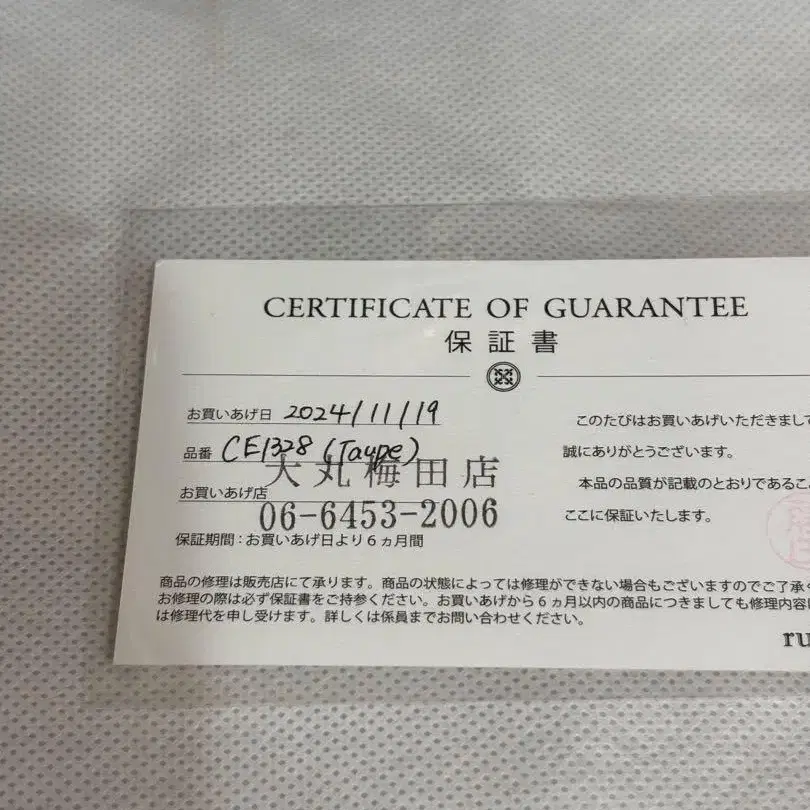 CERTIFICATE OF GUARANTEE
保証書
お買いあげ日 2024/11/19
品番 CE1328 (Taupe)
お買いあげ店 大丸梅田店
06-6453-2006
保証期間:お買いあげ日より6ヵ月間
このたびはお買いあげいただきまして
誠にありがとうございます。
本品の品質が記載のとおりであるこ
ここに保証いたします。
商品の修理は販売店にて承ります。商品の状態によっては修理ができない場合もございますのでご了承く
お修理の際は必ず保証書をご持参ください。お買いあげから6ヵ月以内の商品につきましても修理内容に
は修理代を申し受けます。詳しくは係員までお問い合わせください。
ru